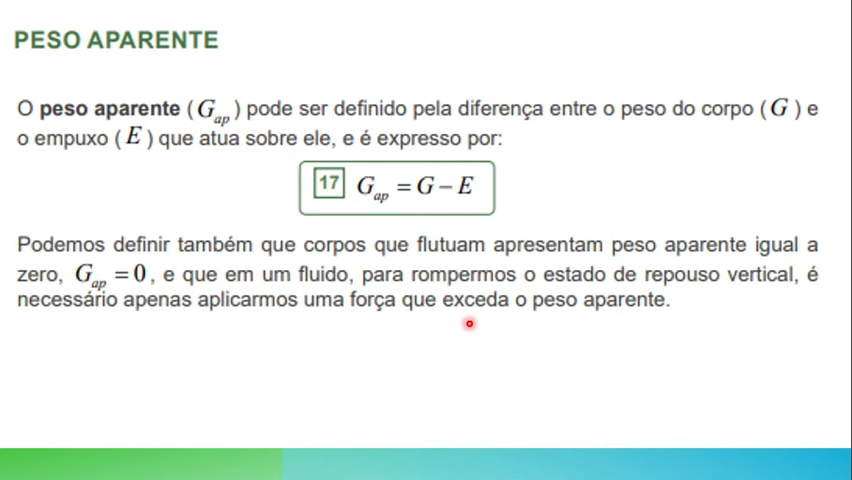 PESO APARENTE
O peso aparente ( G_ap ) pode ser definido pela diferença entre o peso do corpo ( G ) e
o empuxo ( E ) que atua sobre ele, e é expresso por:
17 G_ap = G − E
Podemos definir também que corpos que flutuam apresentam peso aparente igual a
zero, G_ap = 0 , e que em um fluido, para rompermos o estado de repouso vertical, é
necessário apenas aplicarmos uma força que exceda o peso aparente.